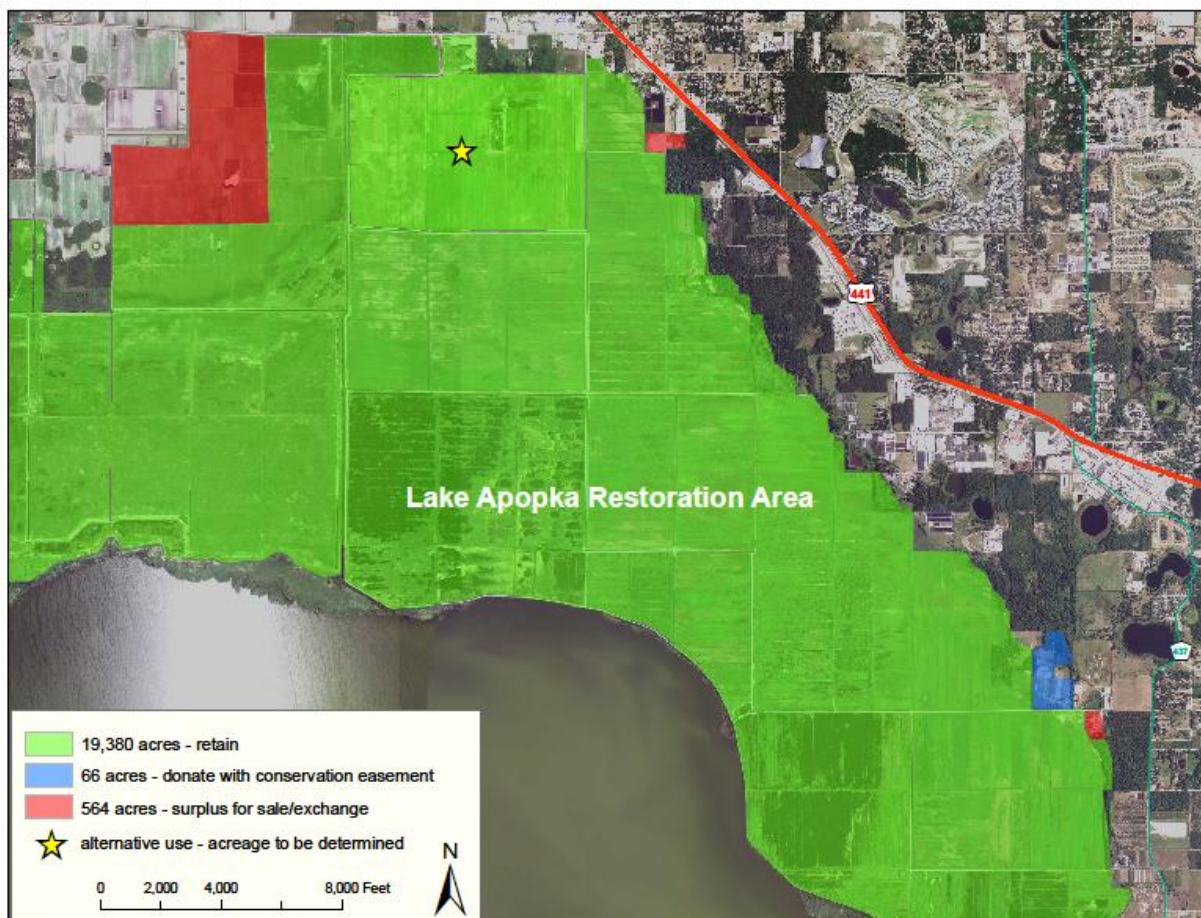 441
Lake Apopka Restoration Area
437
19,380 acres - retain
66 acres - donate with conservation easement
564 acres - surplus for sale/exchange
alternative use - acreage to be determined
N
0 2,000 4,000 8,000 Feet